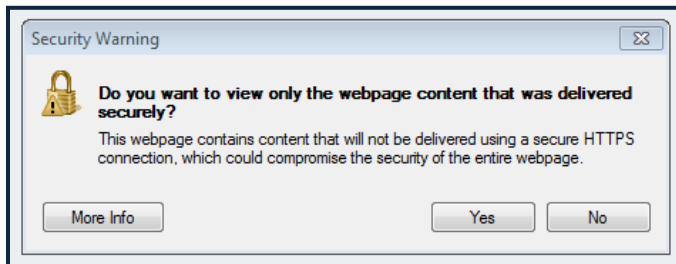 Security Warning
Do you want to view only the webpage content that was delivered
securely?
This webpage contains content that will not be delivered using a secure HTTPS
connection, which could compromise the security of the entire webpage.
More Info Yes No